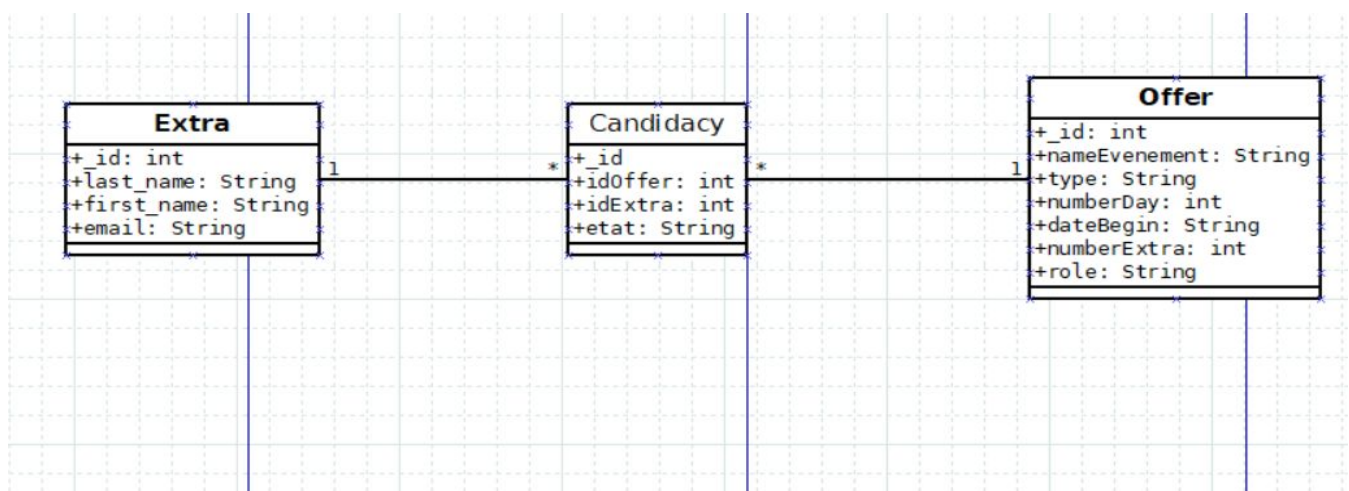 Extra
+_id: int
+last_name: String
+first_name: String
+email: String
1
*
Candidacy
+_id
+idOffer: int
+idExtra: int
+etat: String
*
1
Offer
+_id: int
+nameEvenement: String
+type: String
+numberDay: int
+dateBegin: String
+numberExtra: int
+role: String